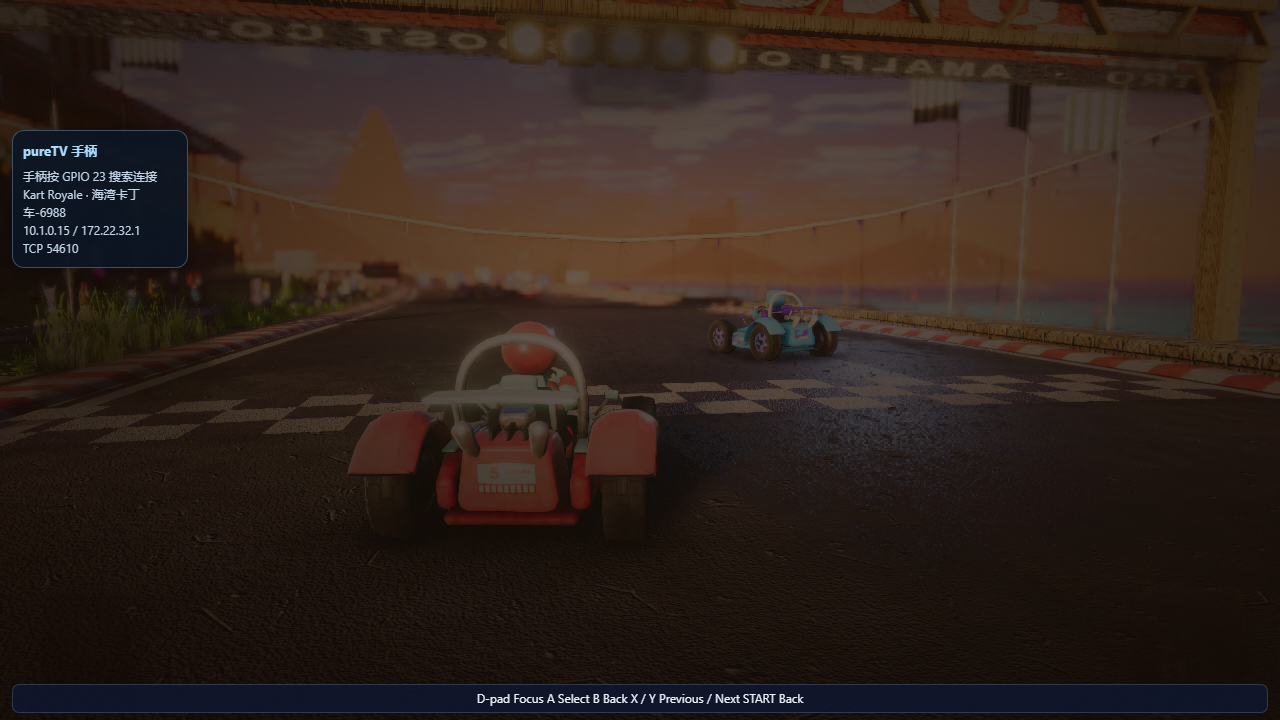 pureTV 手柄
手柄按 GPIO 23 搜索连接
Kart Royale · 海湾卡丁
车-6988
10.1.0.15 / 172.22.32.1
TCP 54610
AMALFI
5
D-pad Focus A Select B Back X / Y Previous / Next START Back